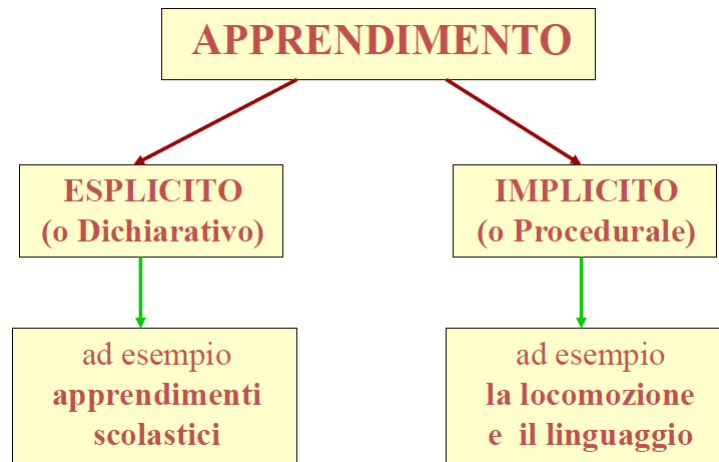 APPRENDIMENTO
ESPLICITO
(o Dichiarativo)
IMPLICITO
(o Procedurale)
ad esempio
apprendimenti
scolastici
ad esempio
la locomozione
e il linguaggio